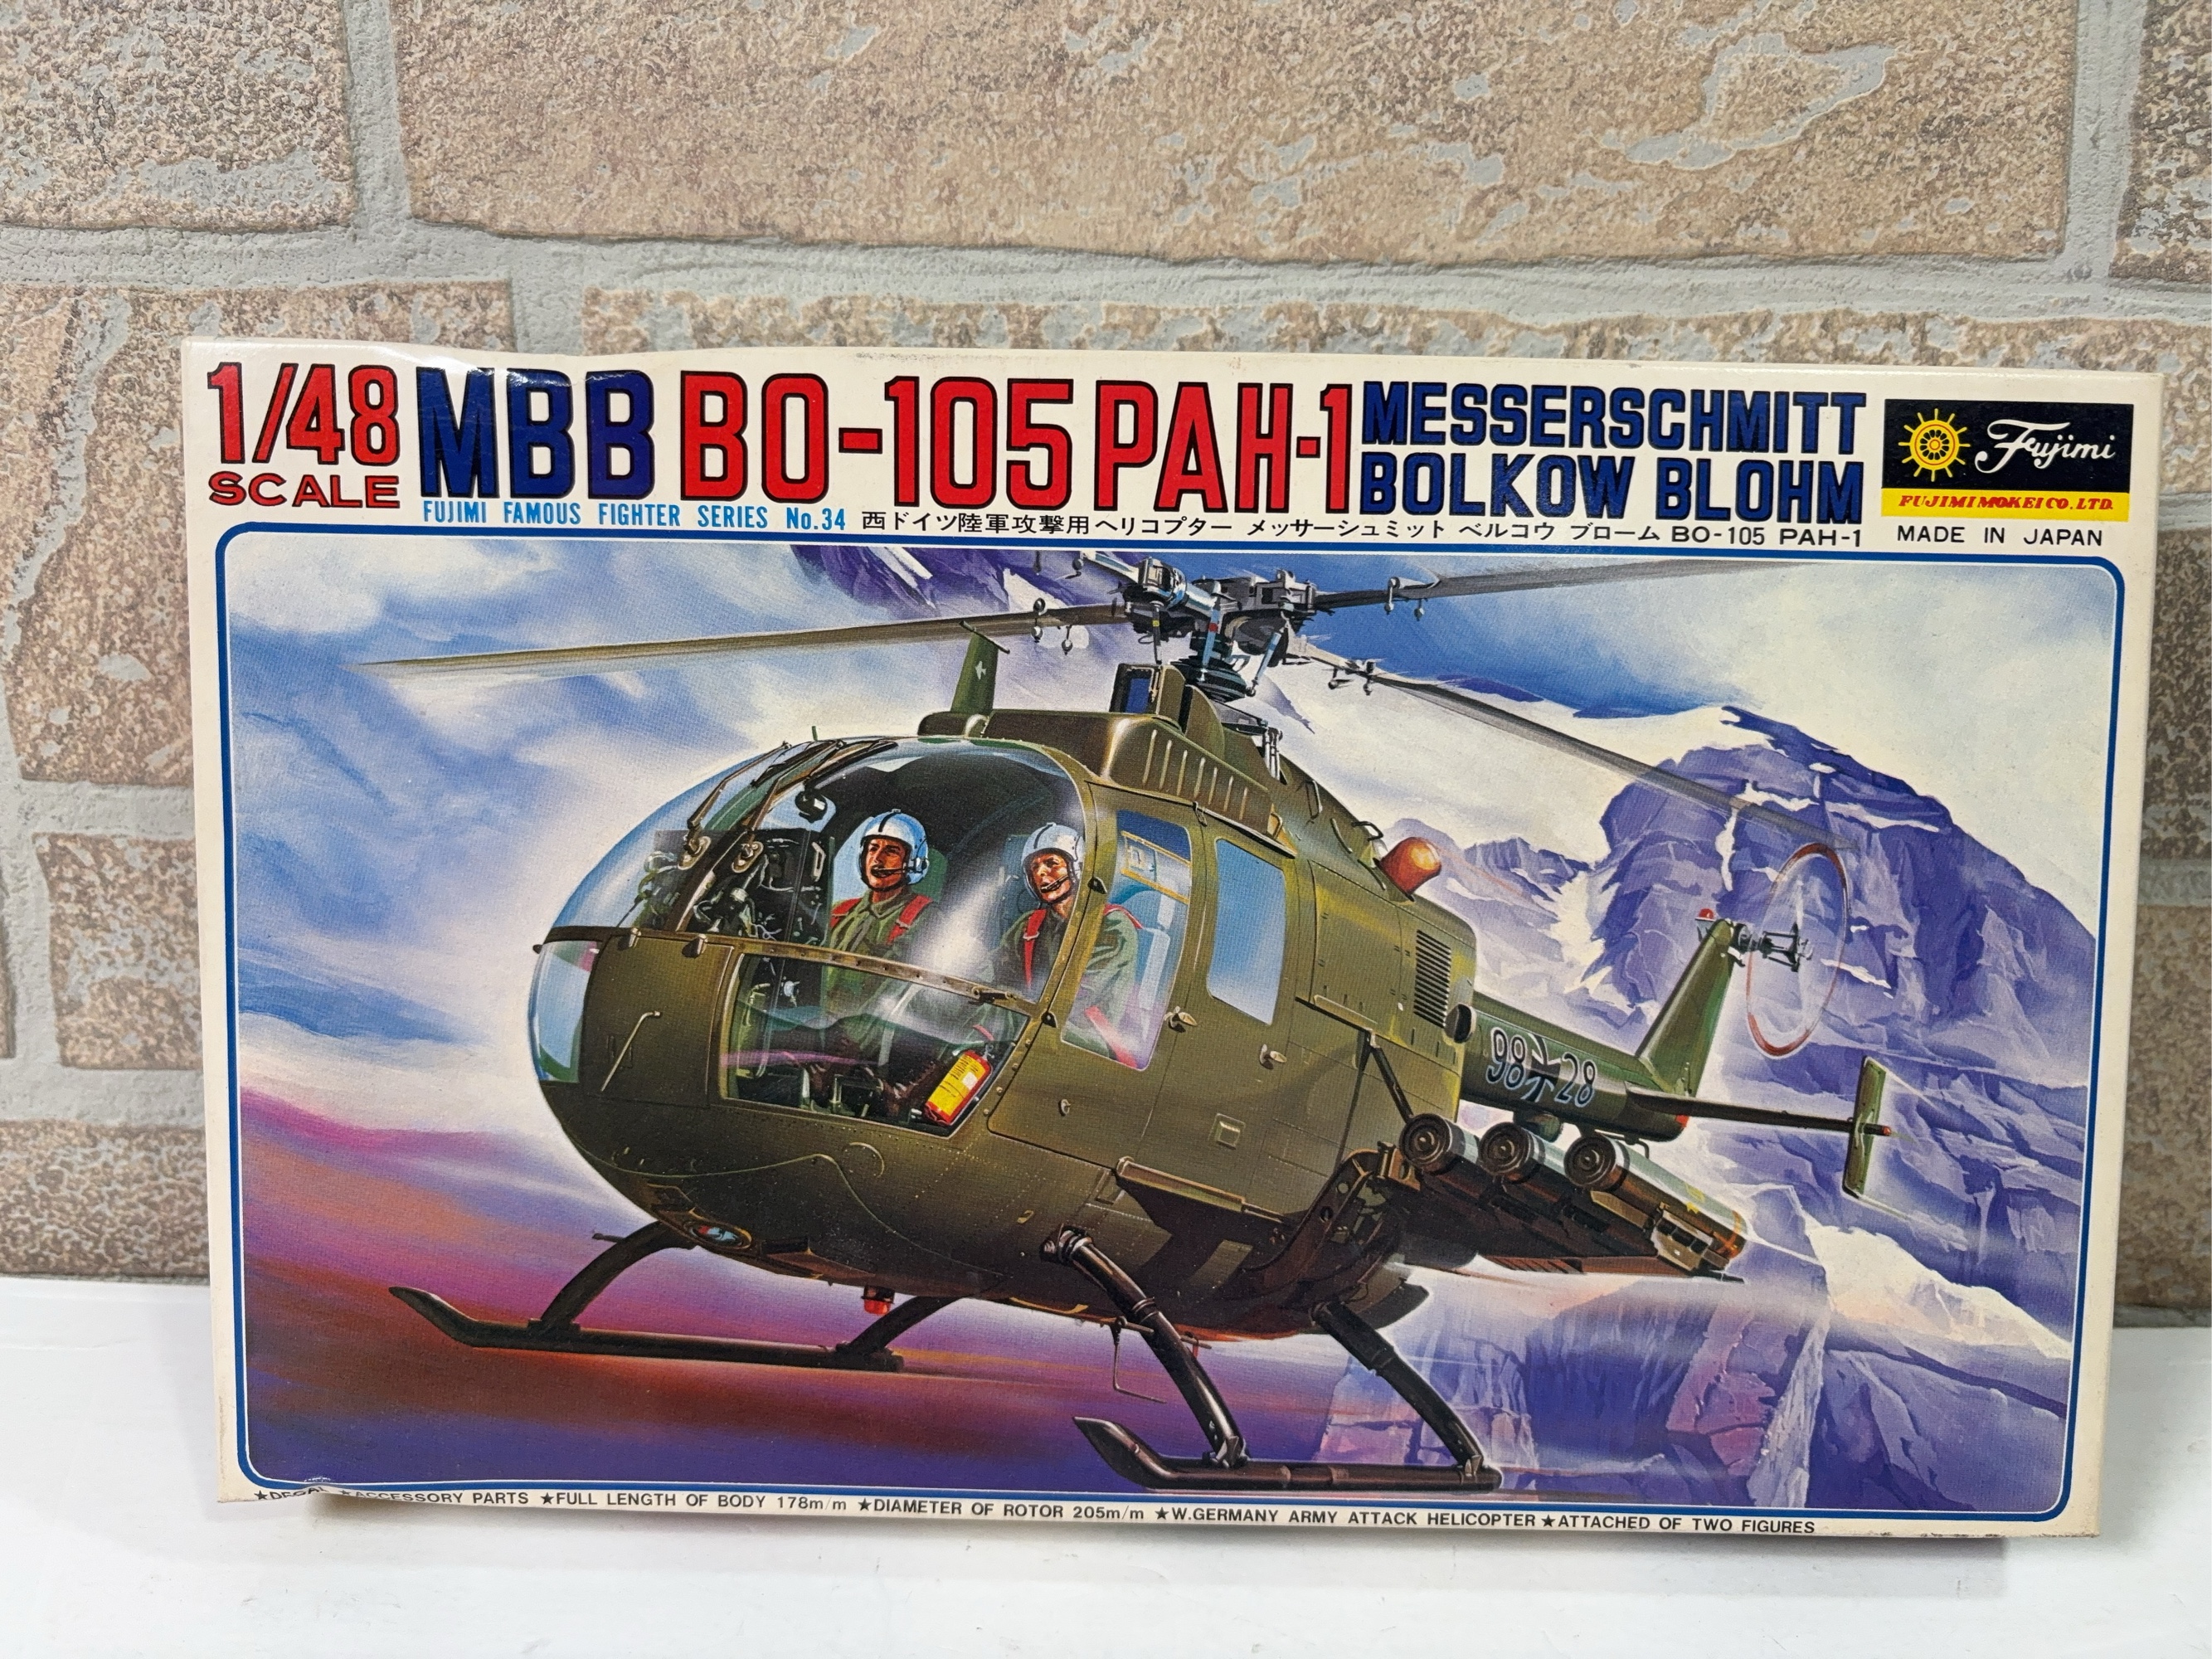 1/48
SCALE
MBB BO-105 PAH-1
MESSERSCHMITT
BOLKOW BLOHM
Fujimi
FUJIMI MOKEI CO., LTD.
MADE IN JAPAN
FUJIMI FAMOUS FIGHTER SERIES No.34
西ドイツ陸軍攻撃用ヘリコプター メッサーシュミット ベルコウ ブローム BO-105 PAH-1
98 28
★DECAL ★ACCESSORY PARTS ★FULL LENGTH OF BODY 178m/m ★DIAMETER OF ROTOR 205m/m ★W.GERMANY ARMY ATTACK HELICOPTER ★ATTACHED OF TWO FIGURES